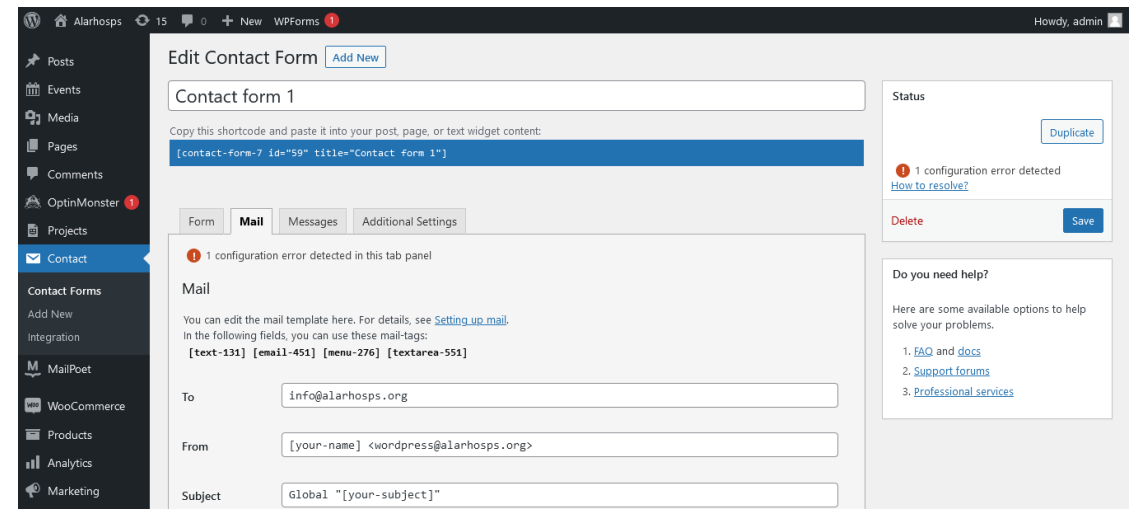 Alarhosps 15 0 + New WPForms 1 Howdy, admin
Posts
Events
Media
Pages
Comments
OptinMonster 1
Projects
Contact
Contact Forms
Add New
Integration
MailPoet
WooCommerce
Products
Analytics
Marketing
Edit Contact Form Add New
Contact form 1
Copy this shortcode and paste it into your post, page, or text widget content:
[contact-form-7 id="59" title="Contact form 1"]
Form Mail Messages Additional Settings
1 configuration error detected in this tab panel
Mail
You can edit the mail template here. For details, see Setting up mail.
In the following fields, you can use these mail-tags:
[text-131] [email-451] [menu-276] [textarea-551]
To info@alarhosps.org
From [your-name] <wordpress@alarhosps.org>
Subject Global "[your-subject]"
Status
Duplicate
1 configuration error detected
How to resolve?
Delete Save
Do you need help?
Here are some available options to help
solve your problems.
1. FAQ and docs
2. Support forums
3. Professional services